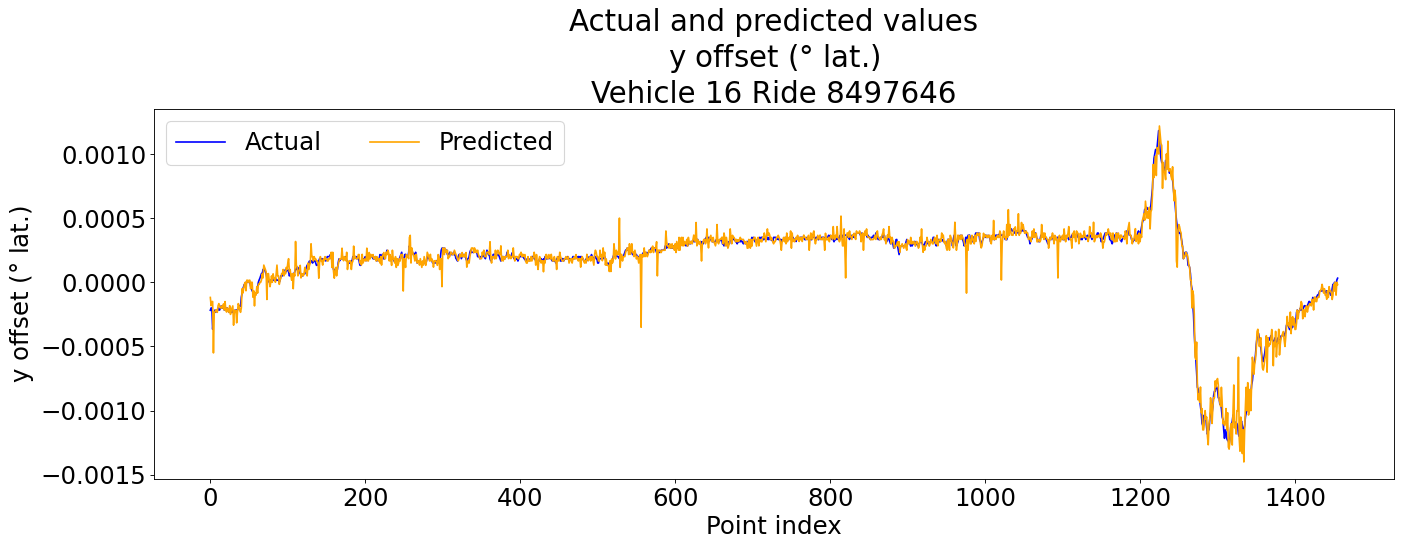 Actual and predicted values
y offset (° lat.)
Vehicle 16 Ride 8497646
Actual
Predicted
y offset (° lat.)
0.0010
0.0005
0.0000
−0.0005
−0.0010
−0.0015
0 200 400 600 800 1000 1200 1400
Point index